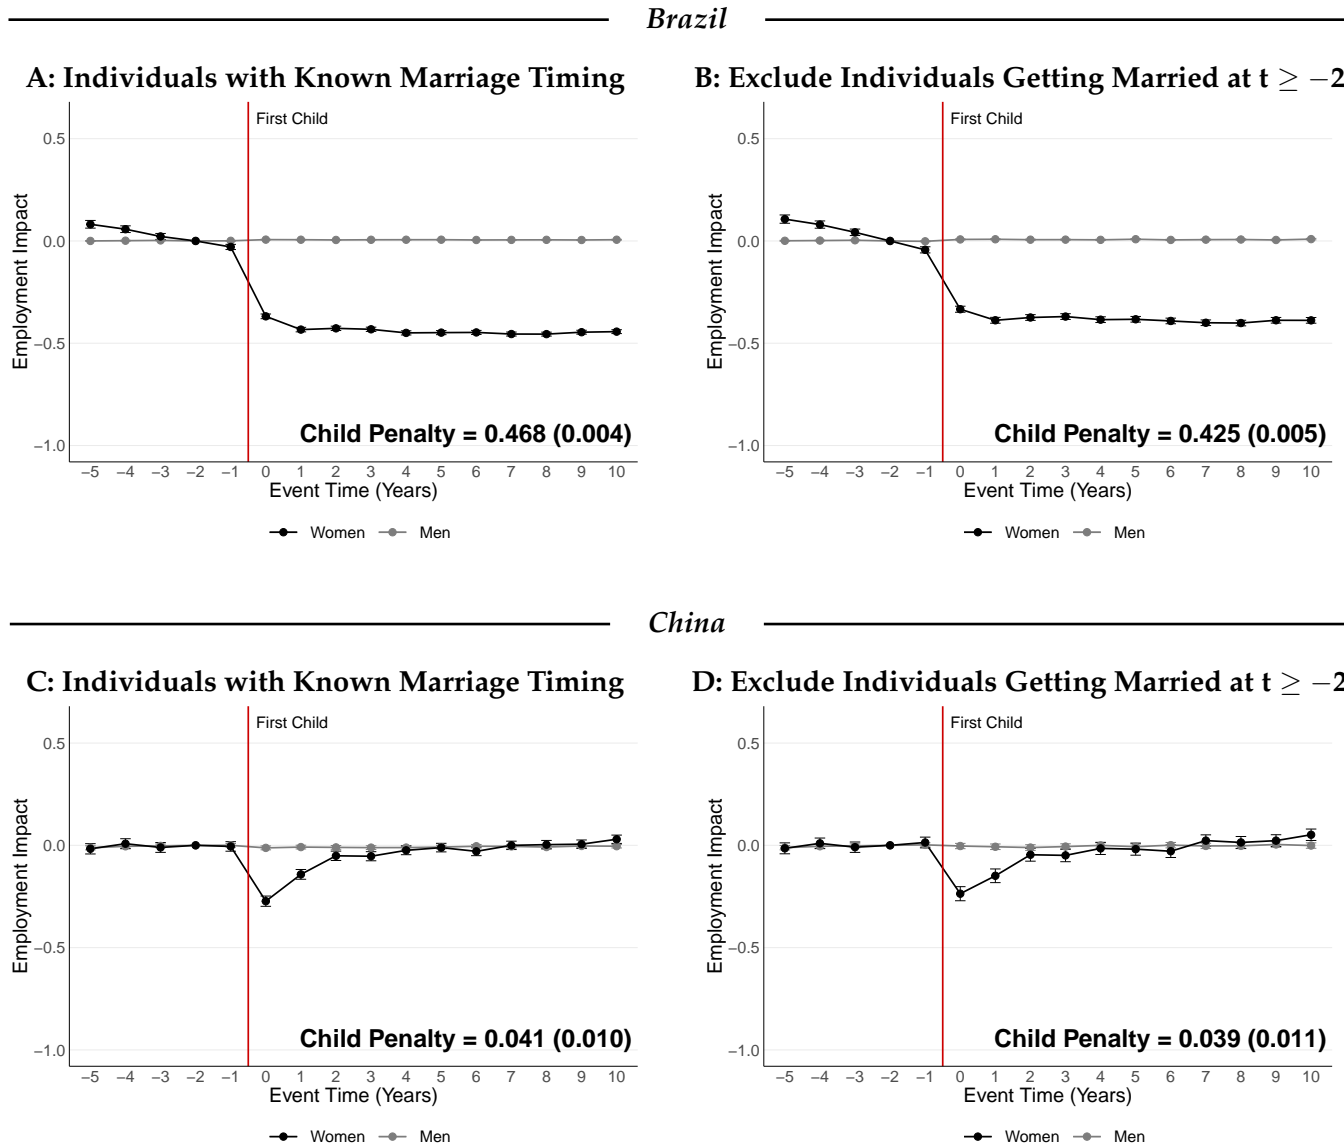 Brazil
A: Individuals with Known Marriage Timing
First Child
0.5
0.0
−0.5
−1.0
Employment Impact
Child Penalty = 0.468 (0.004)
−5 −4 −3 −2 −1 0 1 2 3 4 5 6 7 8 9 10
Event Time (Years)
Women Men
B: Exclude Individuals Getting Married at t ≥ −2
First Child
0.5
0.0
−0.5
−1.0
Employment Impact
Child Penalty = 0.425 (0.005)
−5 −4 −3 −2 −1 0 1 2 3 4 5 6 7 8 9 10
Event Time (Years)
Women Men
China
C: Individuals with Known Marriage Timing
First Child
0.5
0.0
−0.5
−1.0
Employment Impact
Child Penalty = 0.041 (0.010)
−5 −4 −3 −2 −1 0 1 2 3 4 5 6 7 8 9 10
Event Time (Years)
Women Men
D: Exclude Individuals Getting Married at t ≥ −2
First Child
0.5
0.0
−0.5
−1.0
Employment Impact
Child Penalty = 0.039 (0.011)
−5 −4 −3 −2 −1 0 1 2 3 4 5 6 7 8 9 10
Event Time (Years)
Women Men